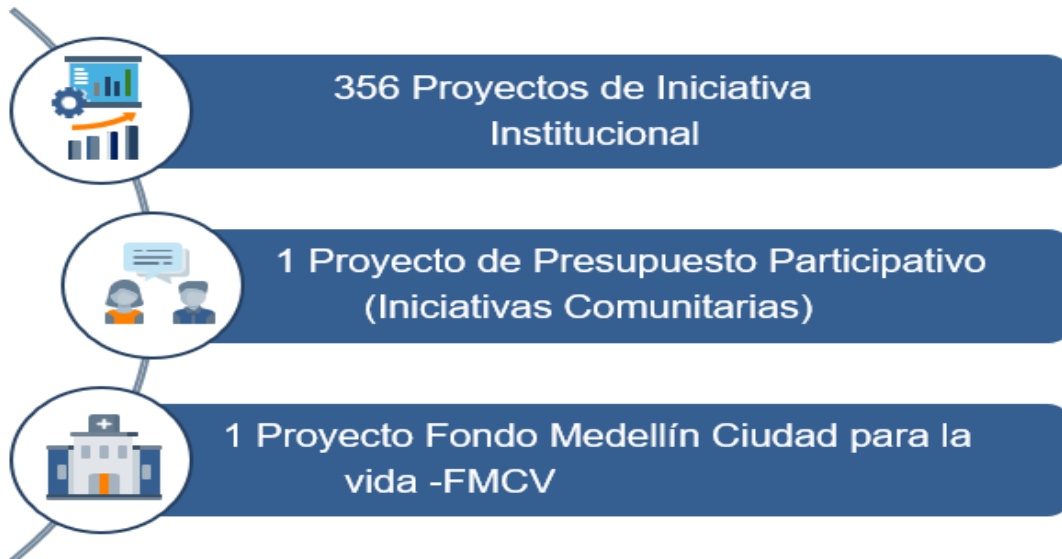 356 Proyectos de Iniciativa
Institucional
1 Proyecto de Presupuesto Participativo
(Iniciativas Comunitarias)
1 Proyecto Fondo Medellín Ciudad para la
vida -FMCV